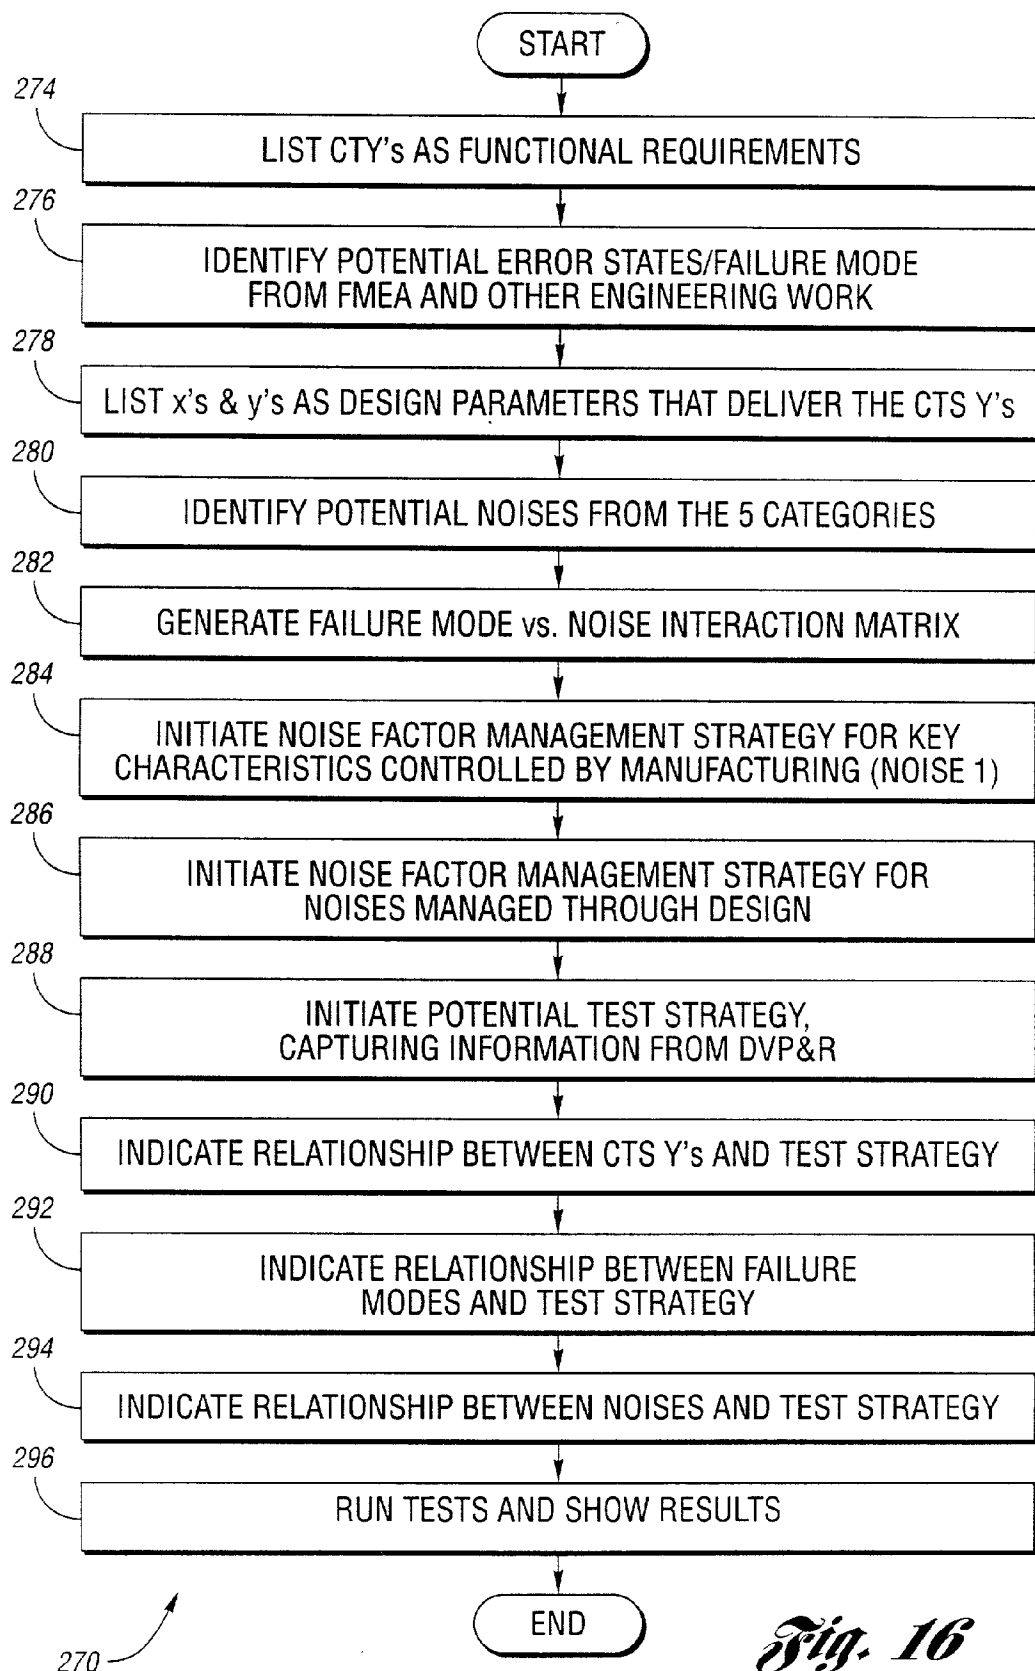 START
274
LIST CTY's AS FUNCTIONAL REQUIREMENTS
276
IDENTIFY POTENTIAL ERROR STATES/FAILURE MODE
FROM FMEA AND OTHER ENGINEERING WORK
278
LIST x's & y's AS DESIGN PARAMETERS THAT DELIVER THE CTS Y's
280
IDENTIFY POTENTIAL NOISES FROM THE 5 CATEGORIES
282
GENERATE FAILURE MODE vs. NOISE INTERACTION MATRIX
284
INITIATE NOISE FACTOR MANAGEMENT STRATEGY FOR KEY
CHARACTERISTICS CONTROLLED BY MANUFACTURING (NOISE 1)
286
INITIATE NOISE FACTOR MANAGEMENT STRATEGY FOR
NOISES MANAGED THROUGH DESIGN
288
INITIATE POTENTIAL TEST STRATEGY,
CAPTURING INFORMATION FROM DVP&R
290
INDICATE RELATIONSHIP BETWEEN CTS Y's AND TEST STRATEGY
292
INDICATE RELATIONSHIP BETWEEN FAILURE
MODES AND TEST STRATEGY
294
INDICATE RELATIONSHIP BETWEEN NOISES AND TEST STRATEGY
296
RUN TESTS AND SHOW RESULTS
END
270
Fig. 16